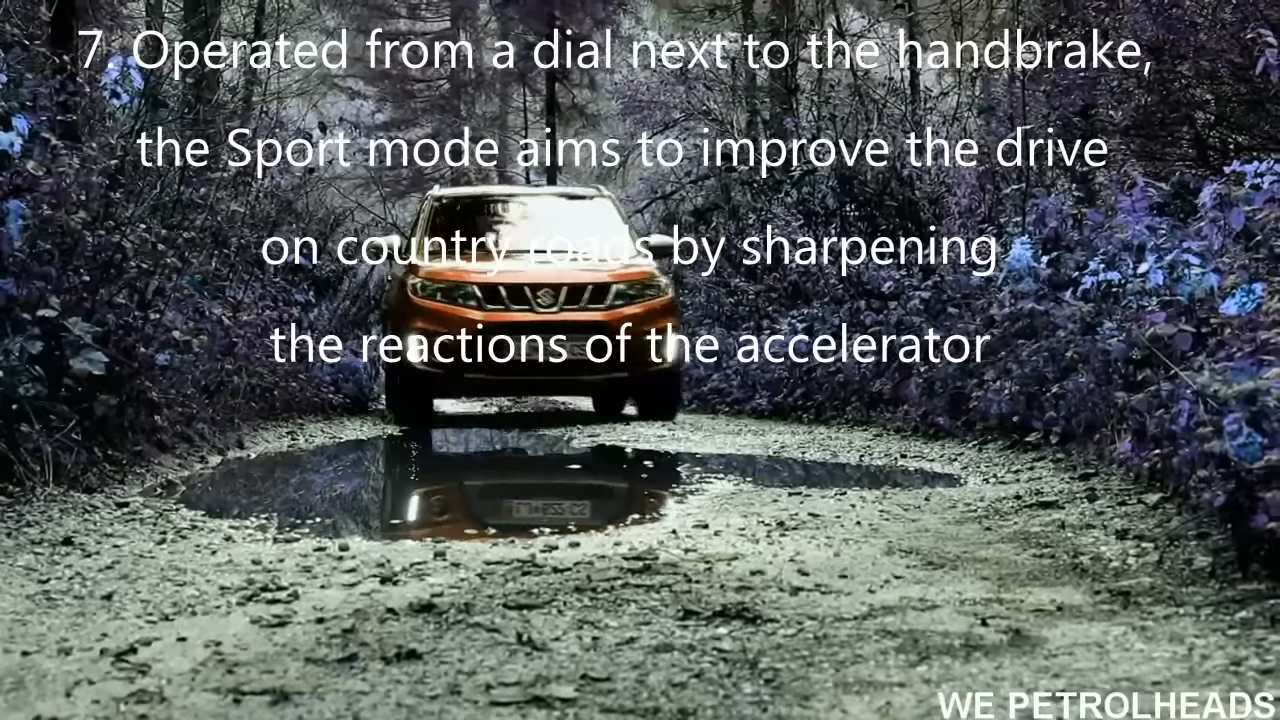 7. Operated from a dial next to the handbrake,
the Sport mode aims to improve the drive
on country roads by sharpening
the reactions of the accelerator
WE PETROLHEADS